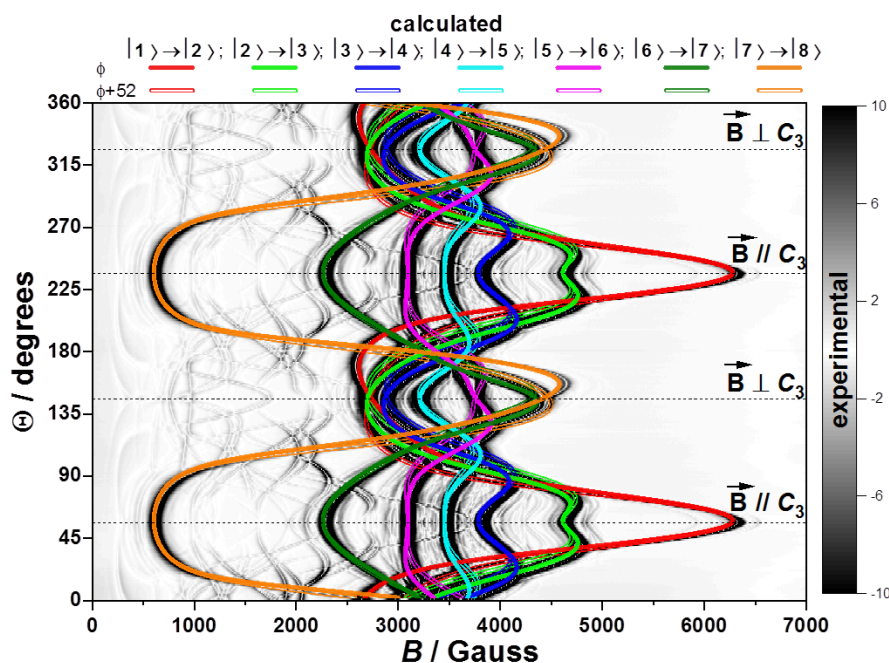 calculated
|1 ⟩→|2 ⟩; |2 ⟩→|3 ⟩; |3 ⟩→|4 ⟩; |4 ⟩→|5 ⟩; |5 ⟩→|6 ⟩; |6 ⟩→|7 ⟩; |7 ⟩→|8 ⟩
ϕ
ϕ+52
360
315
270
225
180
135
90
45
0
Θ / degrees
B ⊥ C₃
B // C₃
B ⊥ C₃
B // C₃
0 1000 2000 3000 4000 5000 6000 7000
B / Gauss
10
6
2
-2
-6
-10
experimental